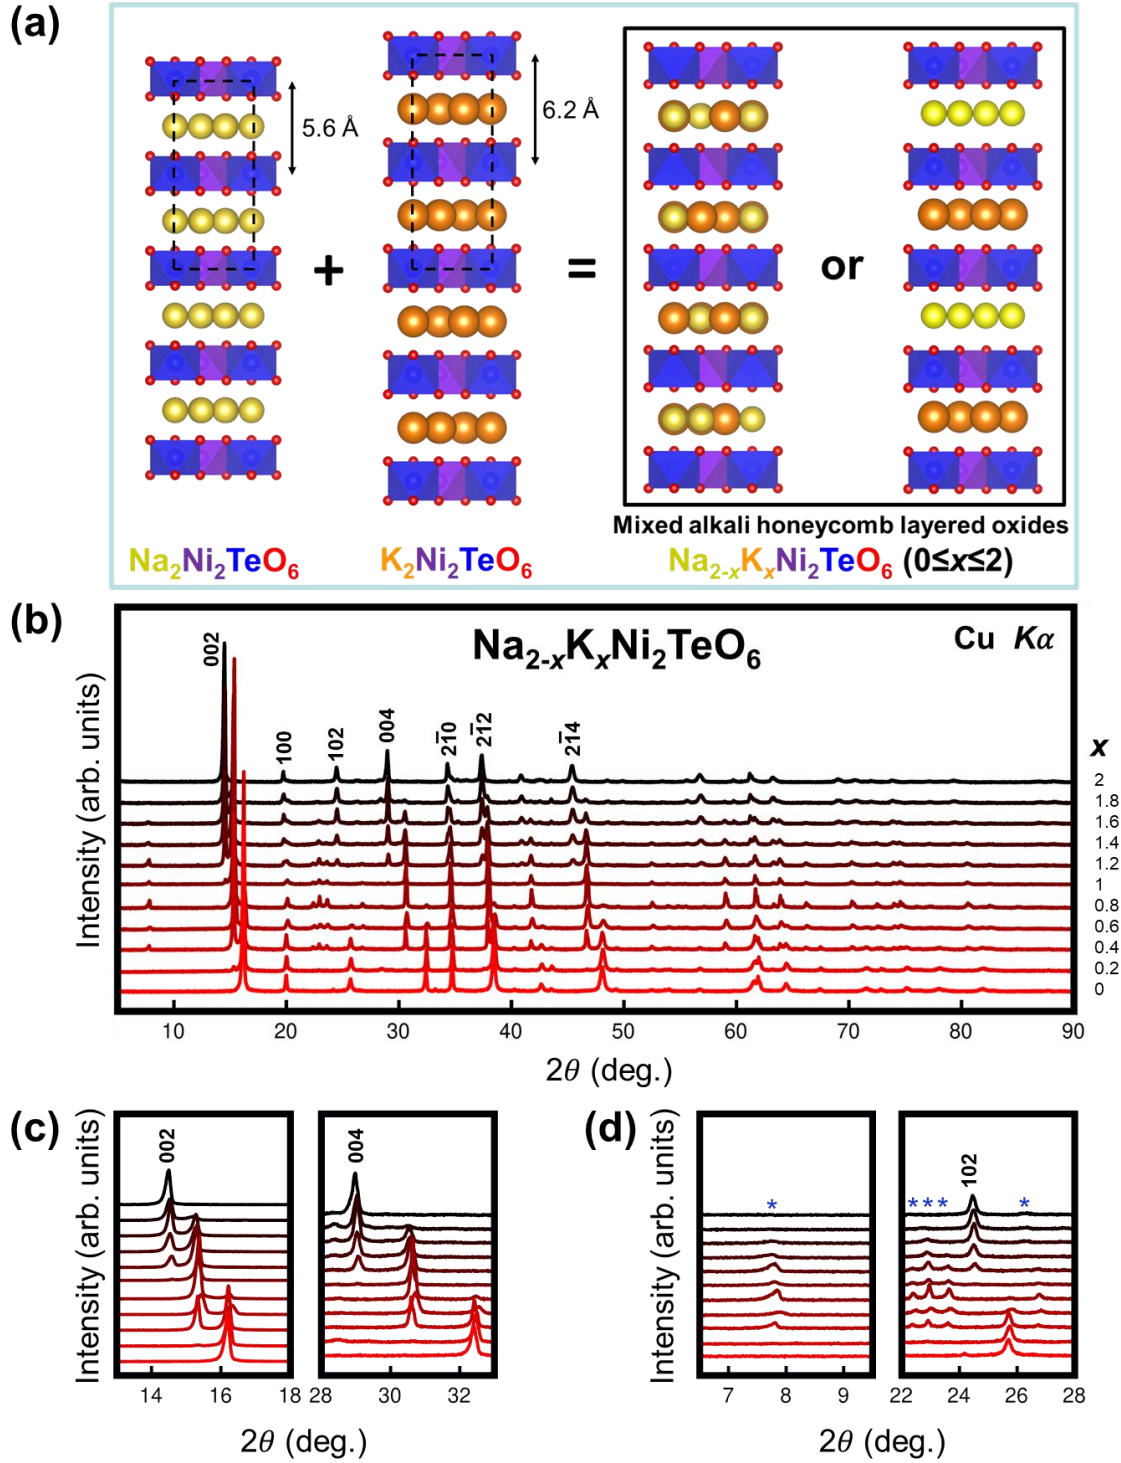 (a)
5.6 Å
6.2 Å
+
=
or
Mixed alkali honeycomb layered oxides
Na₂Ni₂TeO₆
K₂Ni₂TeO₆
Na₂₋ₓKₓNi₂TeO₆ (0≤x≤2)
(b)
Na₂₋ₓKₓNi₂TeO₆
Cu Kα
Intensity (arb. units)
002
100
102
004
21̄0
2̄12
2̄14
x
2
1.8
1.6
1.4
1.2
1
0.8
0.6
0.4
0.2
0
10 20 30 40 50 60 70 80 90
2θ (deg.)
(c)
Intensity (arb. units)
002
004
14 16 18
28 30 32
2θ (deg.)
(d)
Intensity (arb. units)
*
* * *
102
*
7 8 9
22 24 26 28
2θ (deg.)